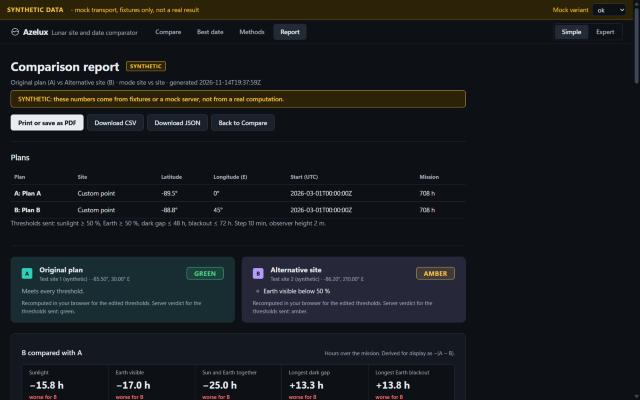 SYNTHETIC DATA - mock transport, fixtures only, not a real result
Mock variant ok
Azelux Lunar site and date comparator Compare Best date Methods Report Simple Expert
Comparison report SYNTHETIC
Original plan (A) vs Alternative site (B) · mode site vs site · generated 2026-11-14T19:37:59Z
SYNTHETIC: these numbers come from fixtures or a mock server, not from a real computation.
Print or save as PDF Download CSV Download JSON Back to Compare
Plans
Plan Site Latitude Longitude (E) Start (UTC) Mission
A: Plan A Custom point -89.5° 0° 2026-03-01T00:00:00Z 708 h
B: Plan B Custom point -88.8° 45° 2026-03-01T00:00:00Z 708 h
Thresholds sent: sunlight ≥ 50 %, Earth ≥ 50 %, dark gap ≤ 48 h, blackout ≤ 72 h. Step 10 min, observer height 2 m.
A Original plan GREEN
Test site 1 (synthetic) · -85.50°, 30.00° E
Meets every threshold.
Recomputed in your browser for the edited thresholds. Server verdict for the
thresholds sent: green.
B Alternative site AMBER
Test site 2 (synthetic) · -86.20°, 210.00° E
Earth visible below 50 %
Recomputed in your browser for the edited thresholds. Server verdict for the
thresholds sent: amber.
B compared with A
Hours over the mission. Derived for display as −(A − B).
Sunlight Earth visible Sun and Earth together Longest dark gap Longest Earth blackout
−15.8 h −17.0 h −25.0 h +13.3 h +13.8 h
worse for B worse for B worse for B worse for B worse for B